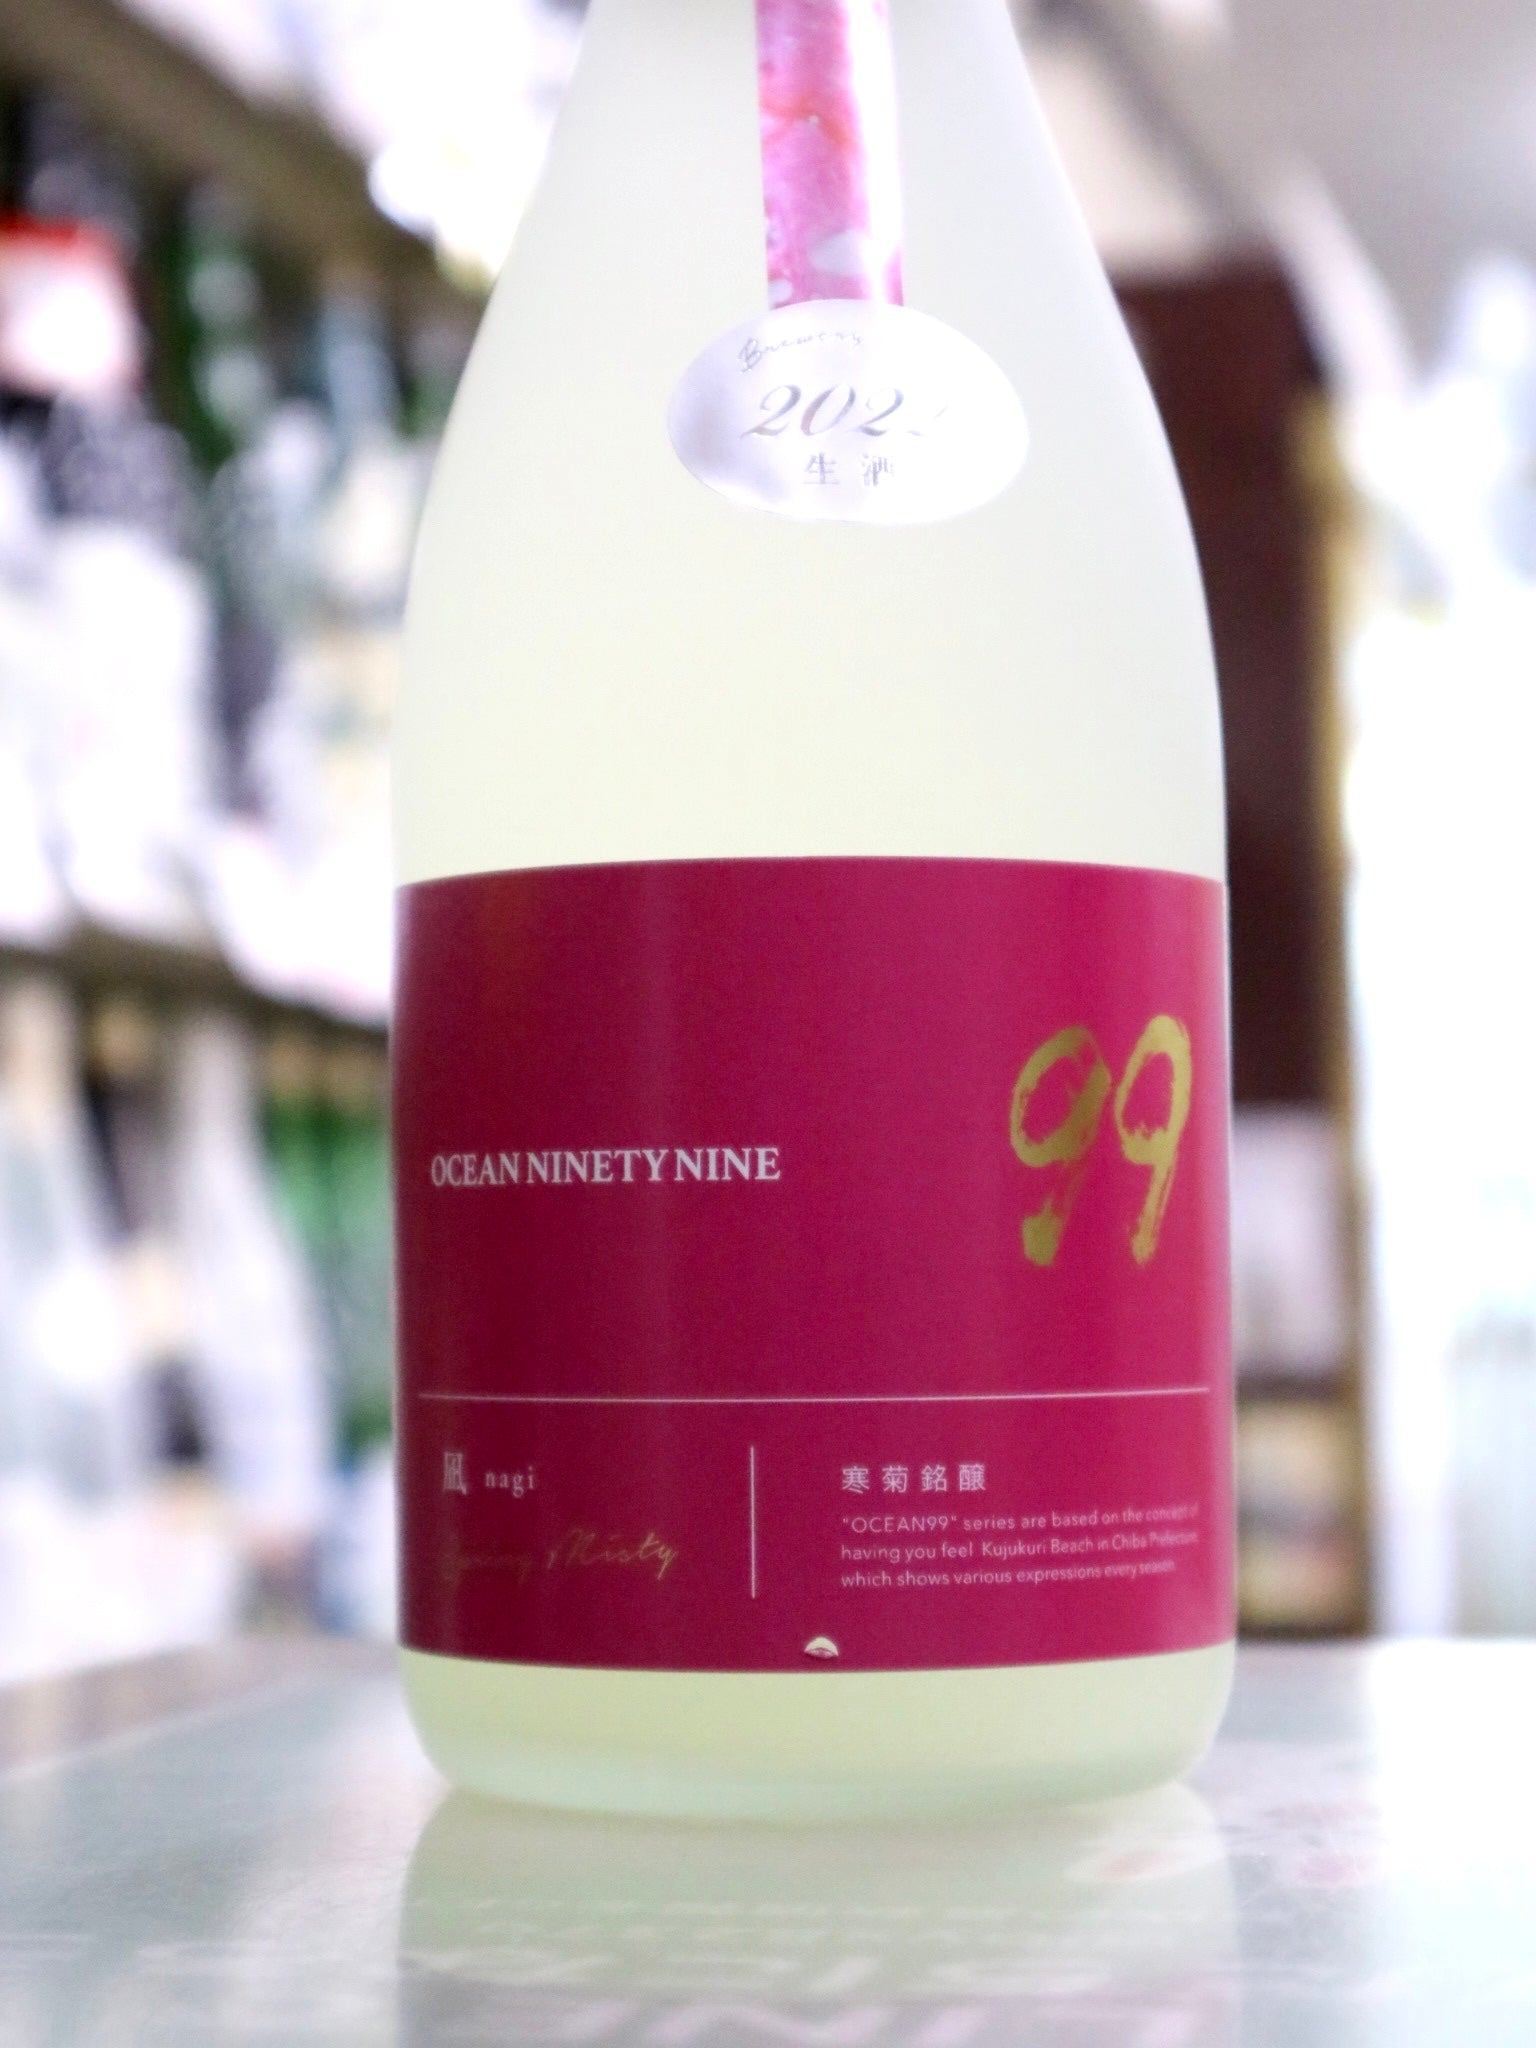 Brewery
生酒
OCEAN NINETY NINE
99
凪 nagi
Spring Misty
寒菊銘醸
"OCEAN99" series are based on the concept of
having you feel Kujukuri Beach in Chiba Prefecture
which shows various expressions every season.